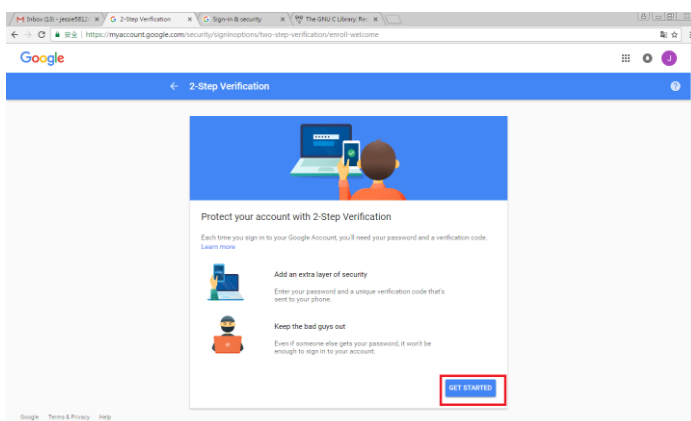 Inbox (13) - jessie5812
2-Step Verification
Sign-in & security
The GNU C Library: Re
安全 | https://myaccount.google.com/security/signinoptions/two-step-verification/enroll-welcome
Google
J
2-Step Verification
Protect your account with 2-Step Verification
Each time you sign in to your Google Account, you'll need your password and a verification code.
Learn more
Add an extra layer of security
Enter your password and a unique verification code that's
sent to your phone.
Keep the bad guys out
Even if someone else gets your password, it won't be
enough to sign in to your account.
GET STARTED
Google Terms & Privacy Help